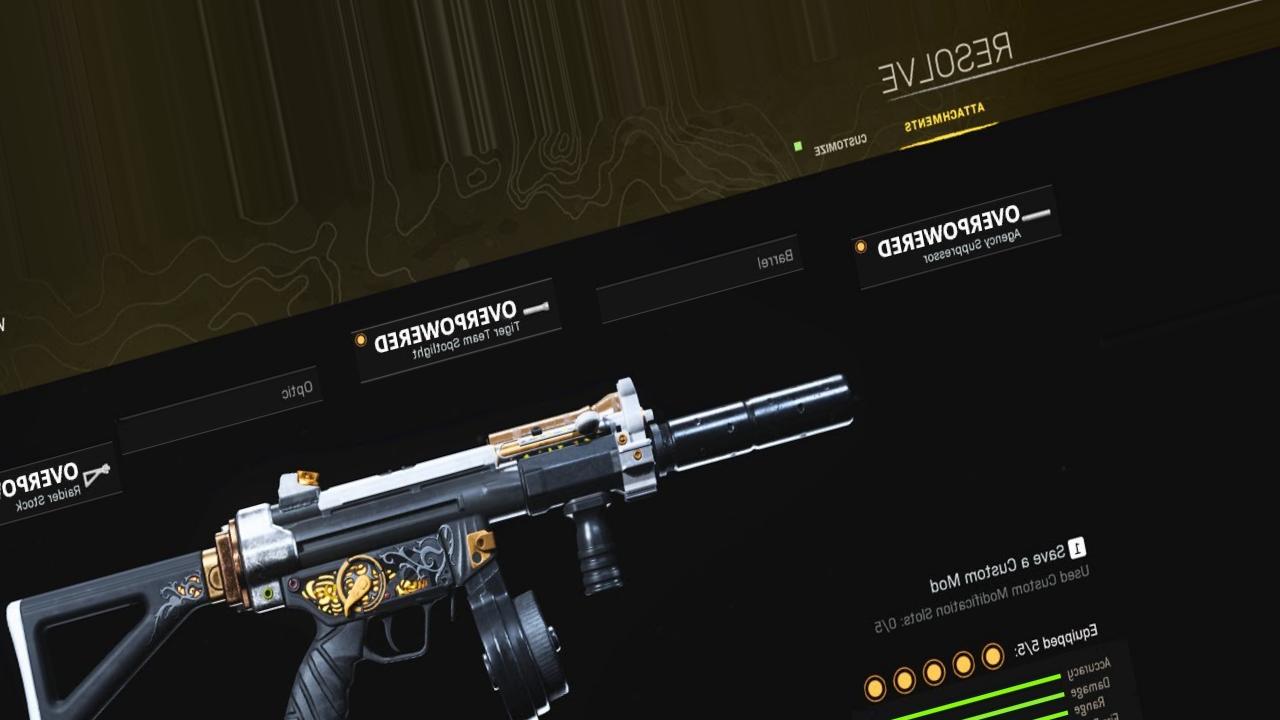 RESOLVE
ATTACHMENTS
CUSTOMIZE
OVERPOWERED
Agency Suppressor
Barrel
OVERPOWERED
Tiger Team Spotlight
Optic
Raider Stock
1 Save a Custom Mod
Used Custom Modification Slots: 0/5
Equipped 5/5:
Accuracy
Damage
Range